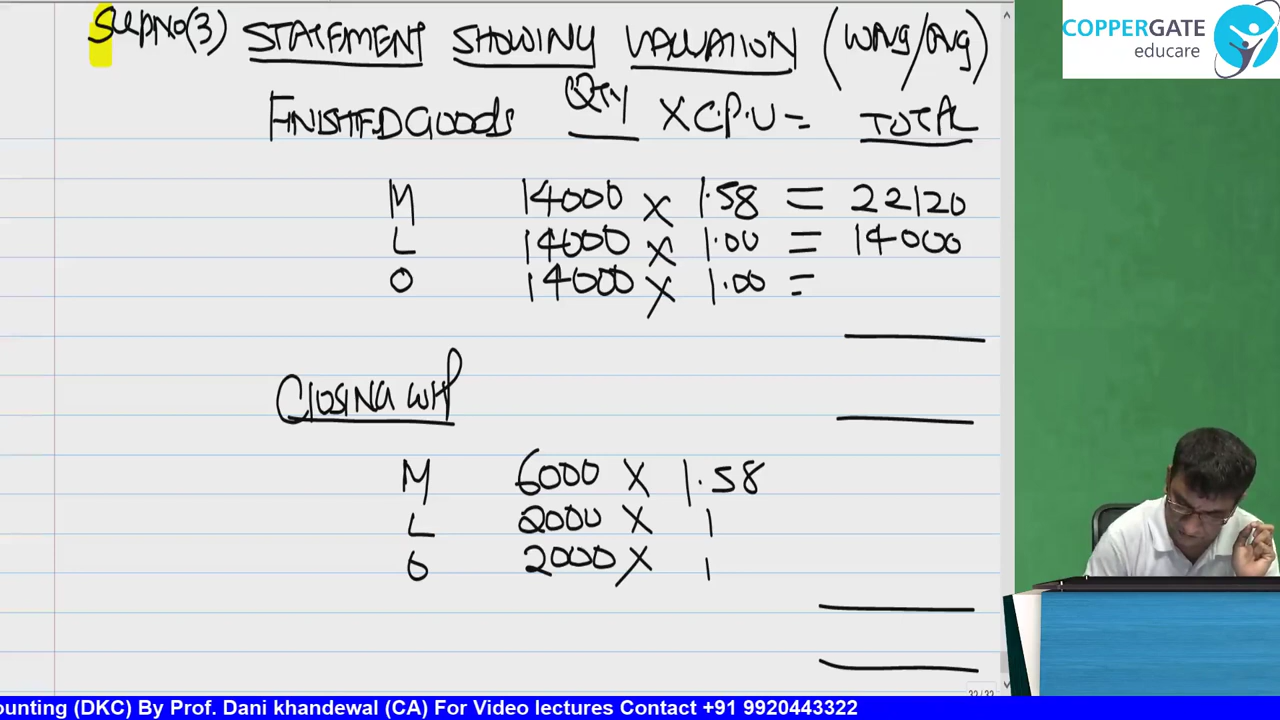 Step No (3) STATEMENT SHOWING VALUATION (WAvg/Avg)
FINISHED GOODS QTY X C.P.U = TOTAL
M 14000 X 1.58 = 22120
L 14000 X 1.00 = 14000
O 14000 X 1.00 =
CLOSING WIP
M 6000 X 1.58
L 2000 X 1
O 2000 X 1
COPPERGATE
educare
ounting (DKC) By Prof. Dani khandewal (CA) For Video lectures Contact +91 9920443322